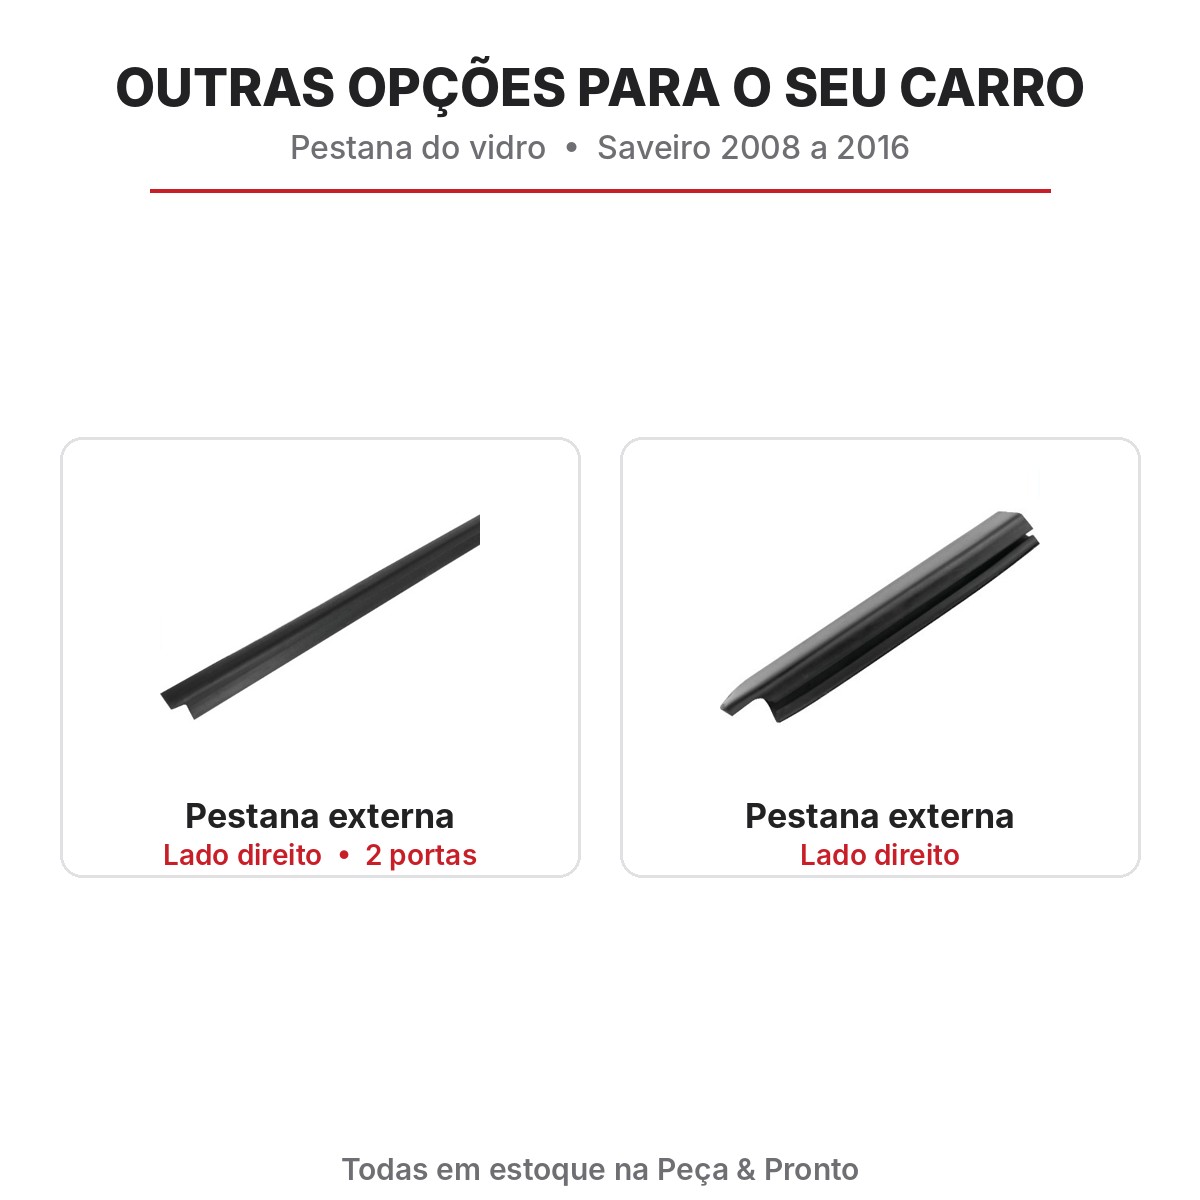 OUTRAS OPÇÕES PARA O SEU CARRO
Pestana do vidro • Saveiro 2008 a 2016
Pestana externa
Lado direito • 2 portas
Pestana externa
Lado direito
Todas em estoque na Peça & Pronto